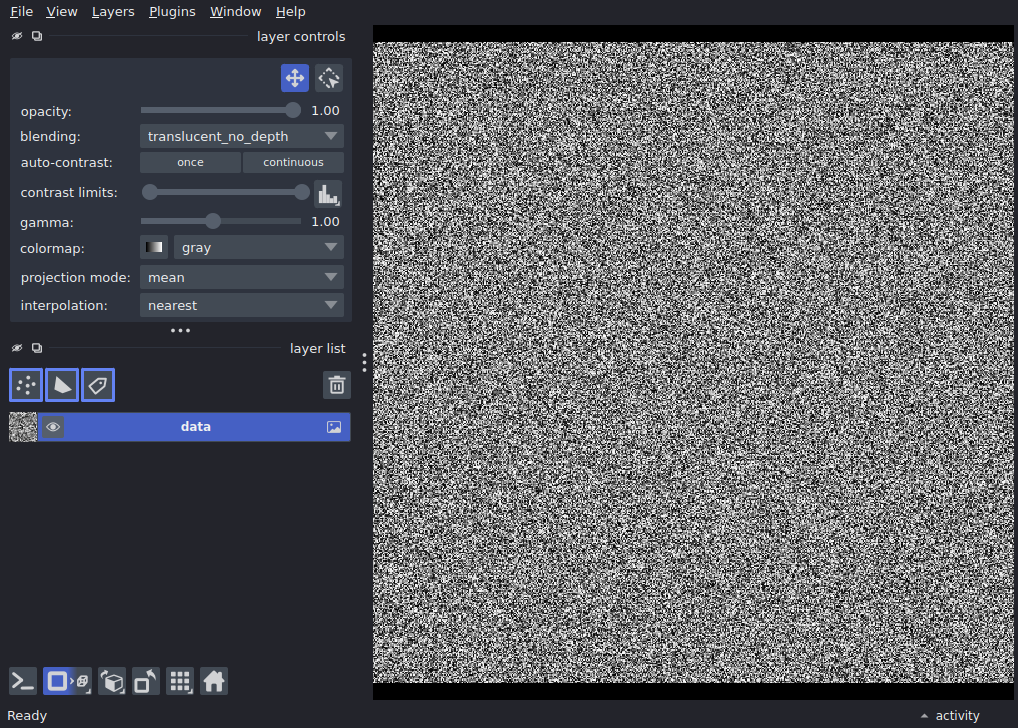 File View Layers Plugins Window Help
layer controls
opacity: 1.00
blending: translucent_no_depth
auto-contrast: once continuous
contrast limits:
gamma: 1.00
colormap: gray
projection mode: mean
interpolation: nearest
layer list
data
Ready activity